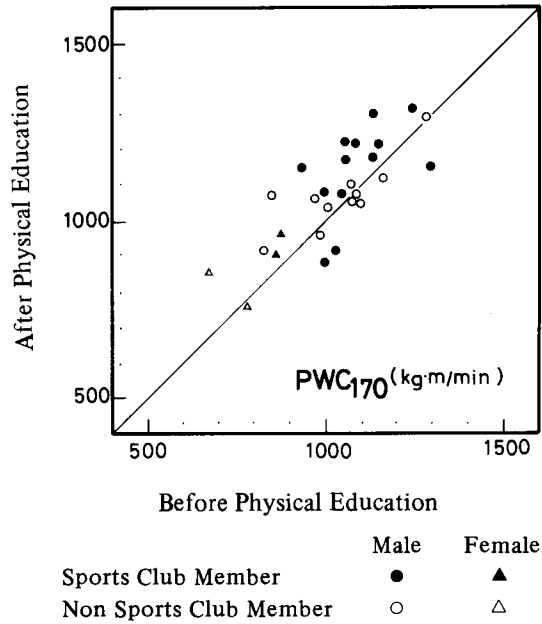 1500
1000
500
After Physical Education
PWC170 (kg·m/min)
500 1000 1500
Before Physical Education
Male Female
Sports Club Member
Non Sports Club Member